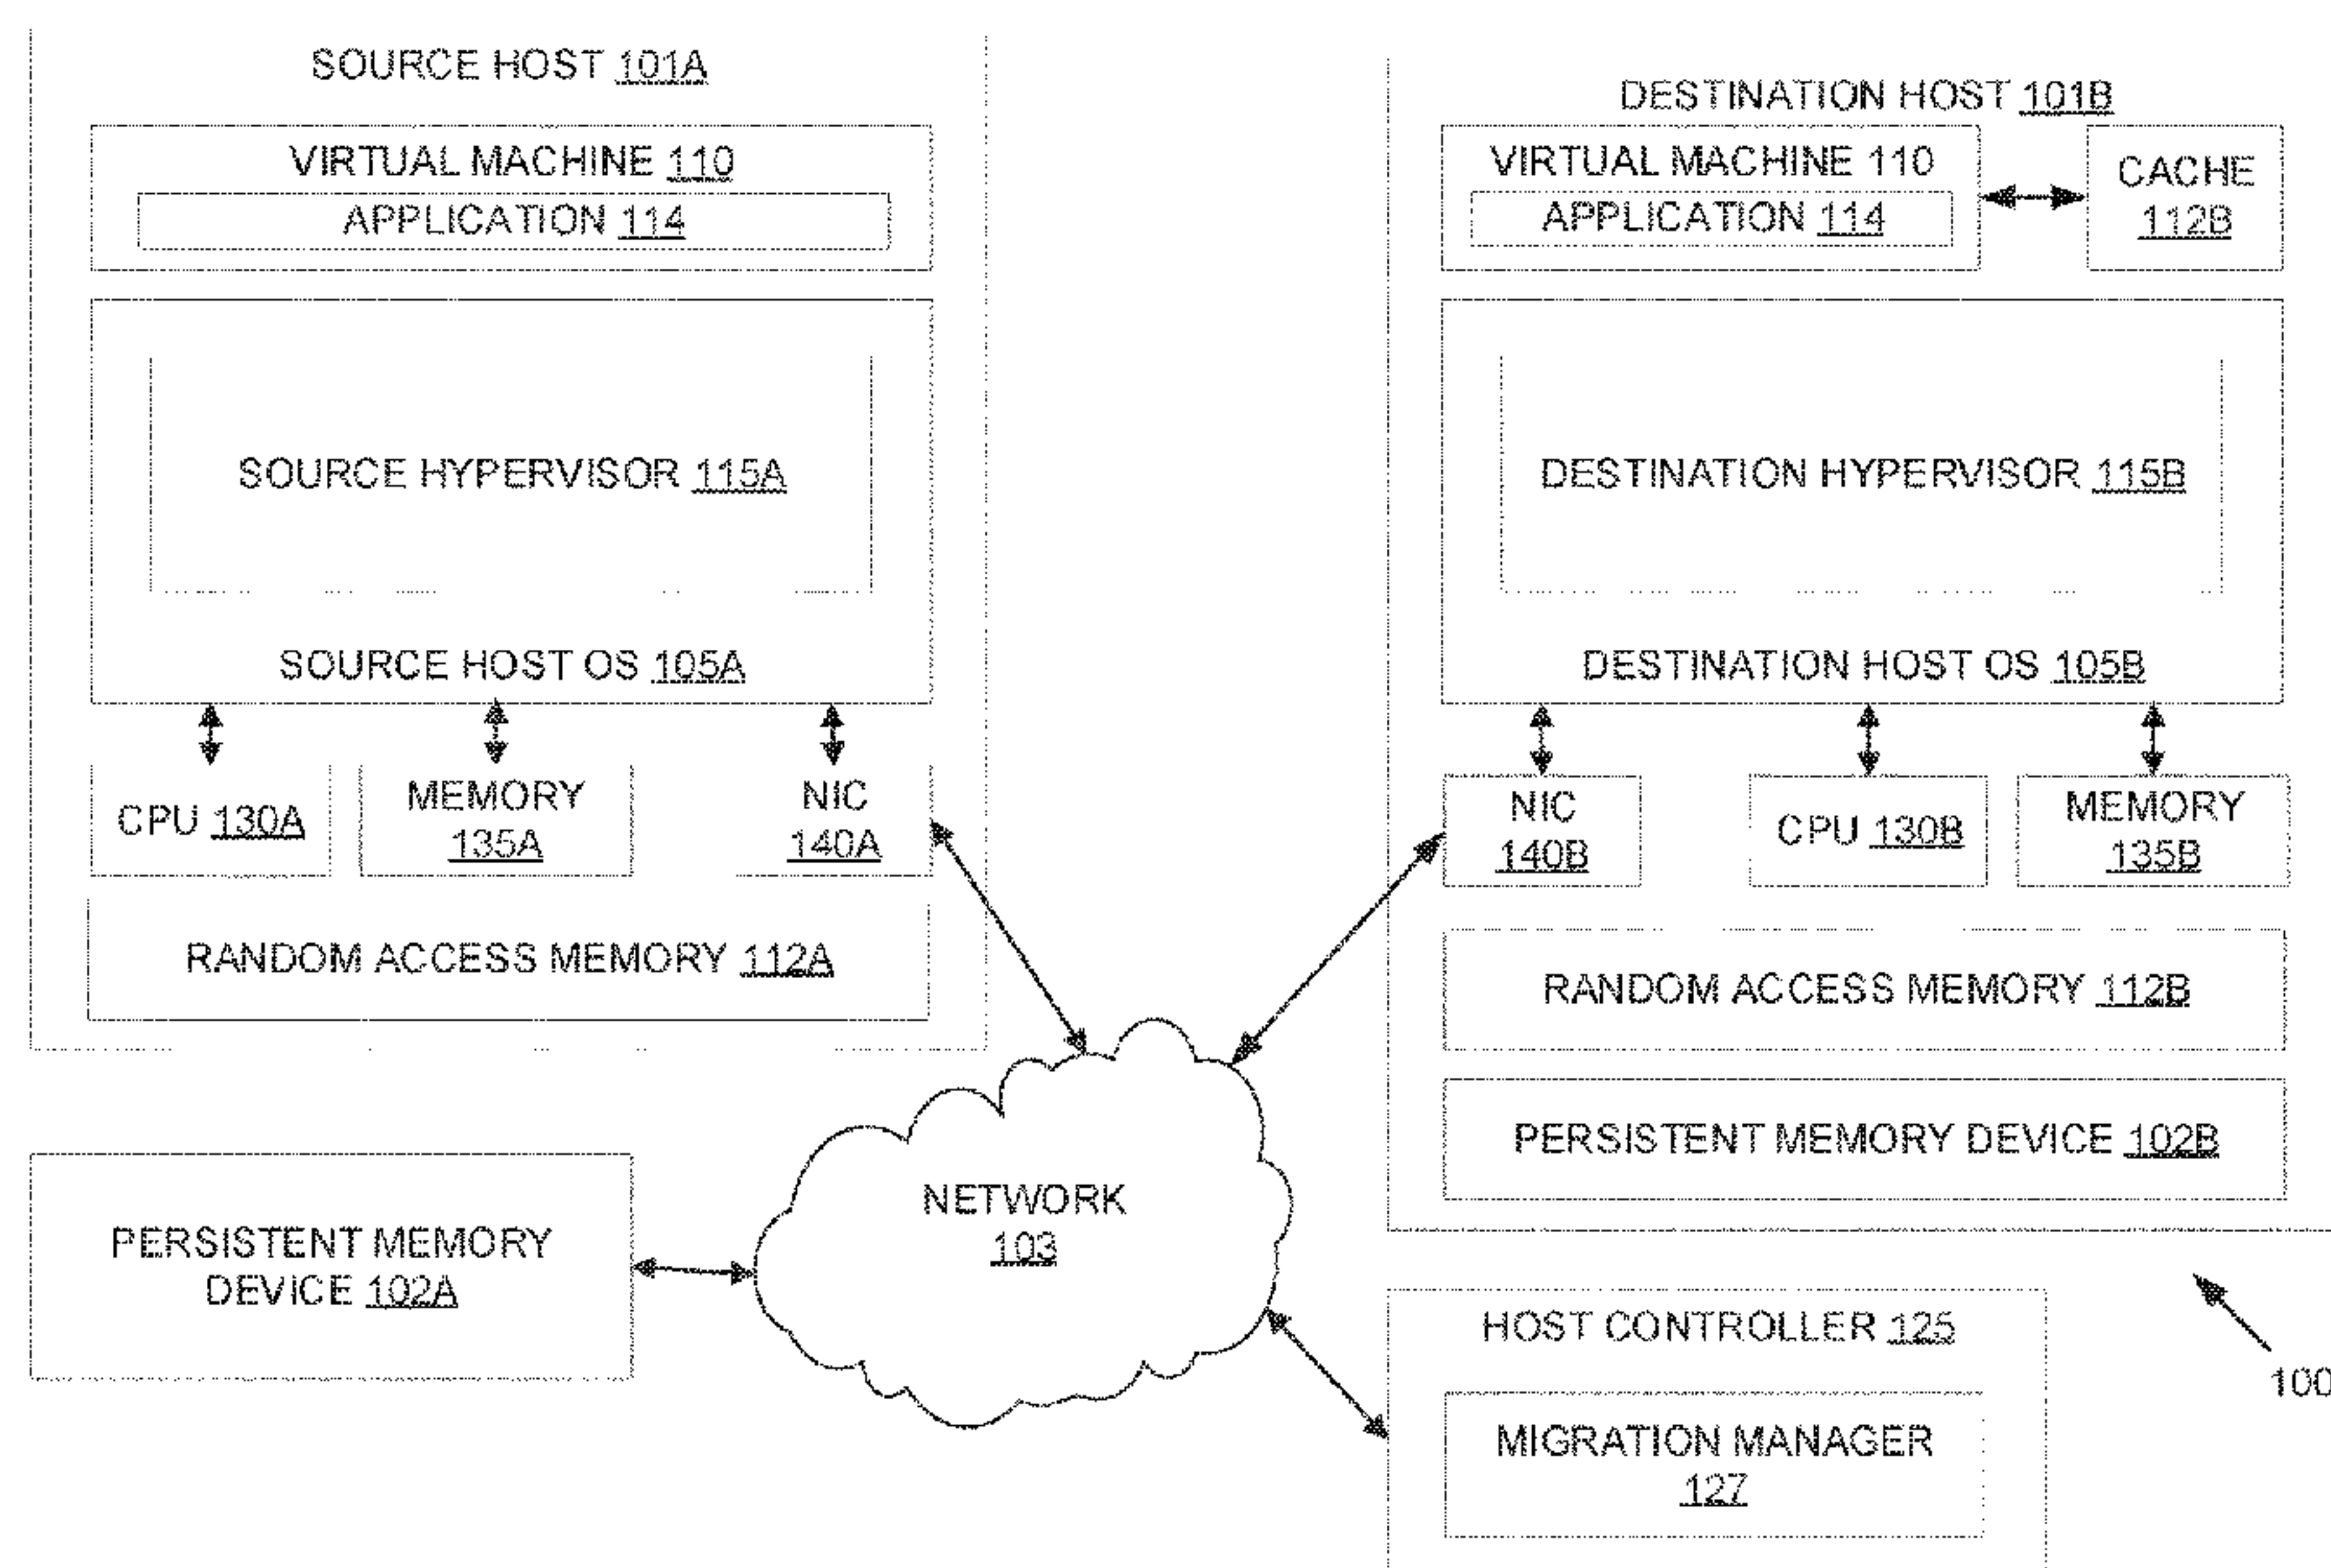 SOURCE HOST 101A
VIRTUAL MACHINE 110
APPLICATION 114
SOURCE HYPERVISOR 115A
SOURCE HOST OS 105A
CPU 130A
MEMORY
135A
NIC
140A
RANDOM ACCESS MEMORY 112A
DESTINATION HOST 101B
VIRTUAL MACHINE 110
APPLICATION 114
CACHE
112B
DESTINATION HYPERVISOR 115B
DESTINATION HOST OS 105B
NIC
140B
CPU 130B
MEMORY
135B
RANDOM ACCESS MEMORY 112B
PERSISTENT MEMORY DEVICE 102B
PERSISTENT MEMORY
DEVICE 102A
NETWORK
103
HOST CONTROLLER 125
MIGRATION MANAGER
127
100